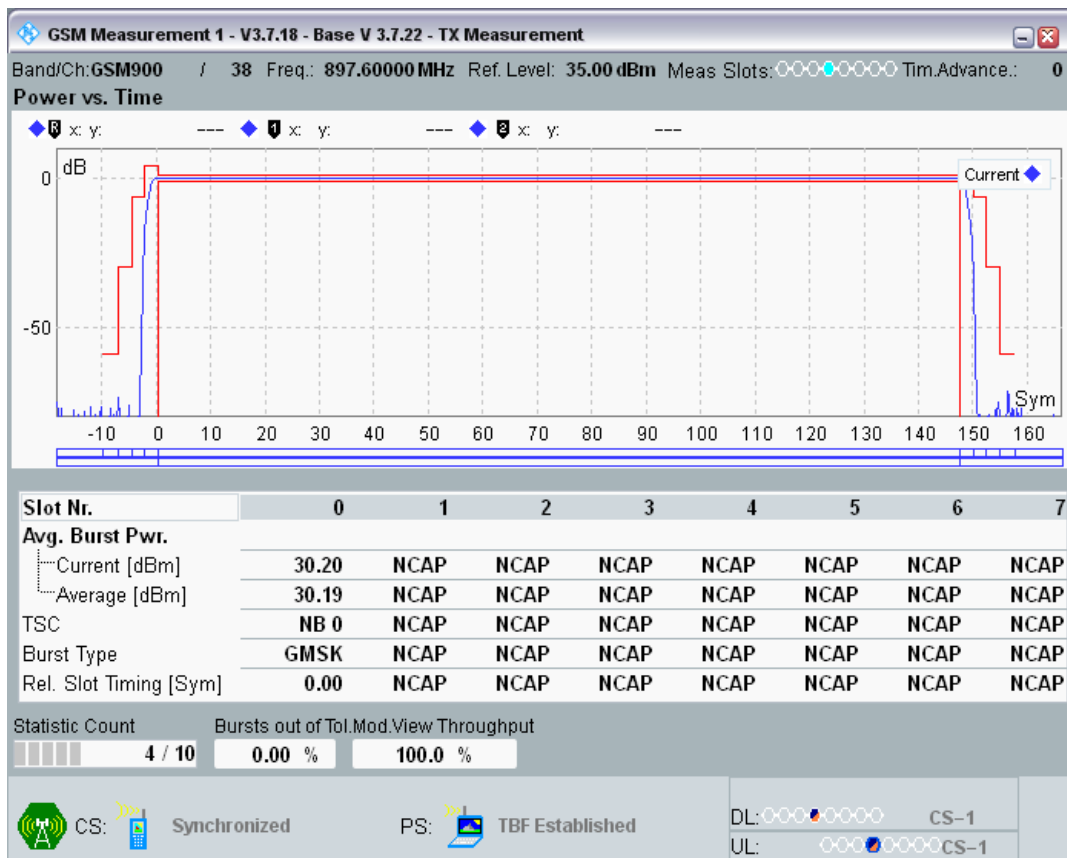 GSM Measurement 1 - V3.7.18 - Base V 3.7.22 - TX Measurement
Band/Ch:GSM900 / 38 Freq.: 897.60000 MHz Ref. Level: 35.00 dBm Meas Slots: Tim.Advance.: 0
Power vs. Time
R x: y: --- 1 x: y: --- 2 x: y: ---
dB
0
Current
-50
Sym
-10 0 10 20 30 40 50 60 70 80 90 100 110 120 130 140 150 160
Slot Nr. 0 1 2 3 4 5 6 7
Avg. Burst Pwr.
Current [dBm] 30.20 NCAP NCAP NCAP NCAP NCAP NCAP NCAP
Average [dBm] 30.19 NCAP NCAP NCAP NCAP NCAP NCAP NCAP
TSC NB 0 NCAP NCAP NCAP NCAP NCAP NCAP NCAP
Burst Type GMSK NCAP NCAP NCAP NCAP NCAP NCAP NCAP
Rel. Slot Timing [Sym] 0.00 NCAP NCAP NCAP NCAP NCAP NCAP NCAP
Statistic Count Bursts out of Tol.Mod.View Throughput
4 / 10 0.00 % 100.0 %
CS: Synchronized PS: TBF Established DL: CS-1
UL: CS-1